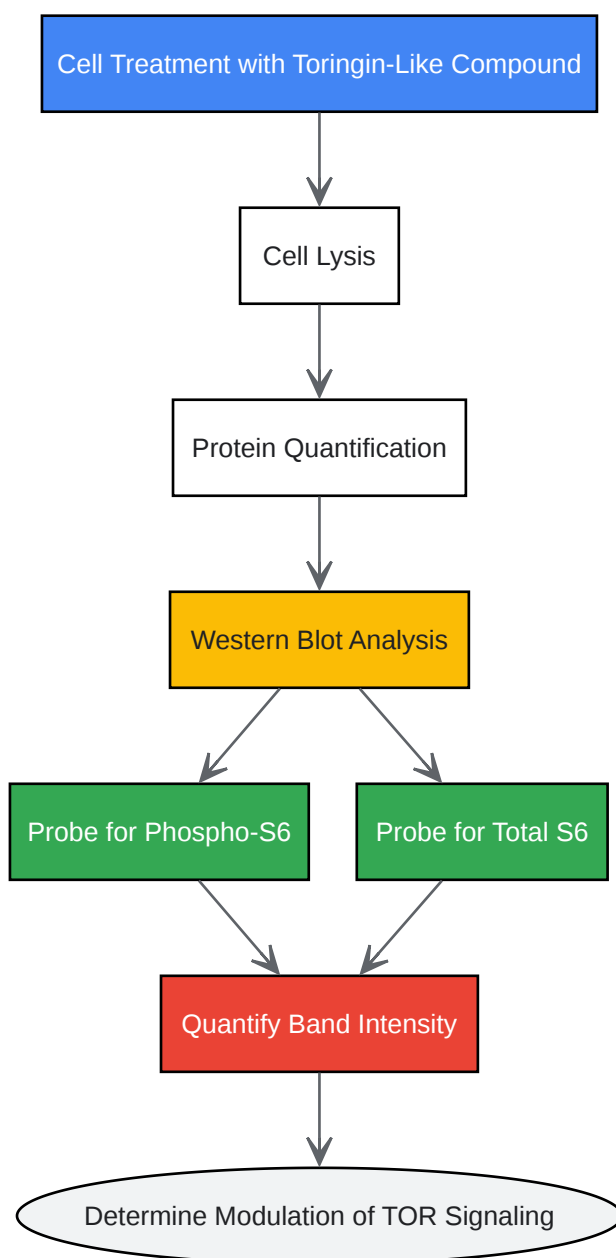 Cell Treatment with Toringin-Like Compound
Cell Lysis
Protein Quantification
Western Blot Analysis
Probe for Phospho-S6
Probe for Total S6
Quantify Band Intensity
Determine Modulation of TOR Signaling